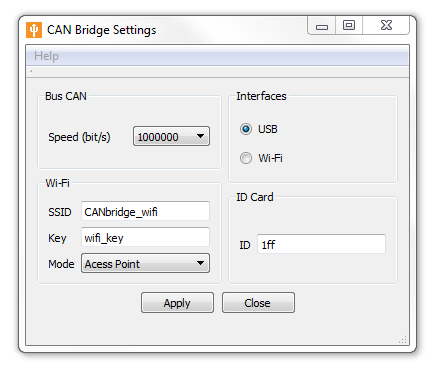 CAN Bridge Settings
Help
Bus CAN
Speed (bit/s) 1000000
Interfaces
USB
Wi-Fi
Wi-Fi
SSID CANbridge_wifi
Key wifi_key
Mode Acess Point
ID Card
ID 1ff
Apply Close